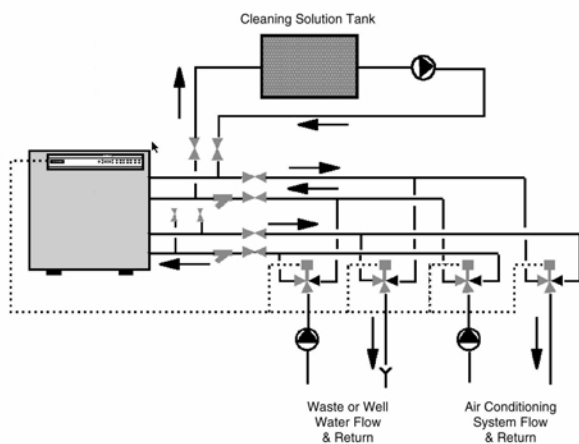 Cleaning Solution Tank
Waste or Well
Water Flow
& Return
Air Conditioning
System Flow
& Return